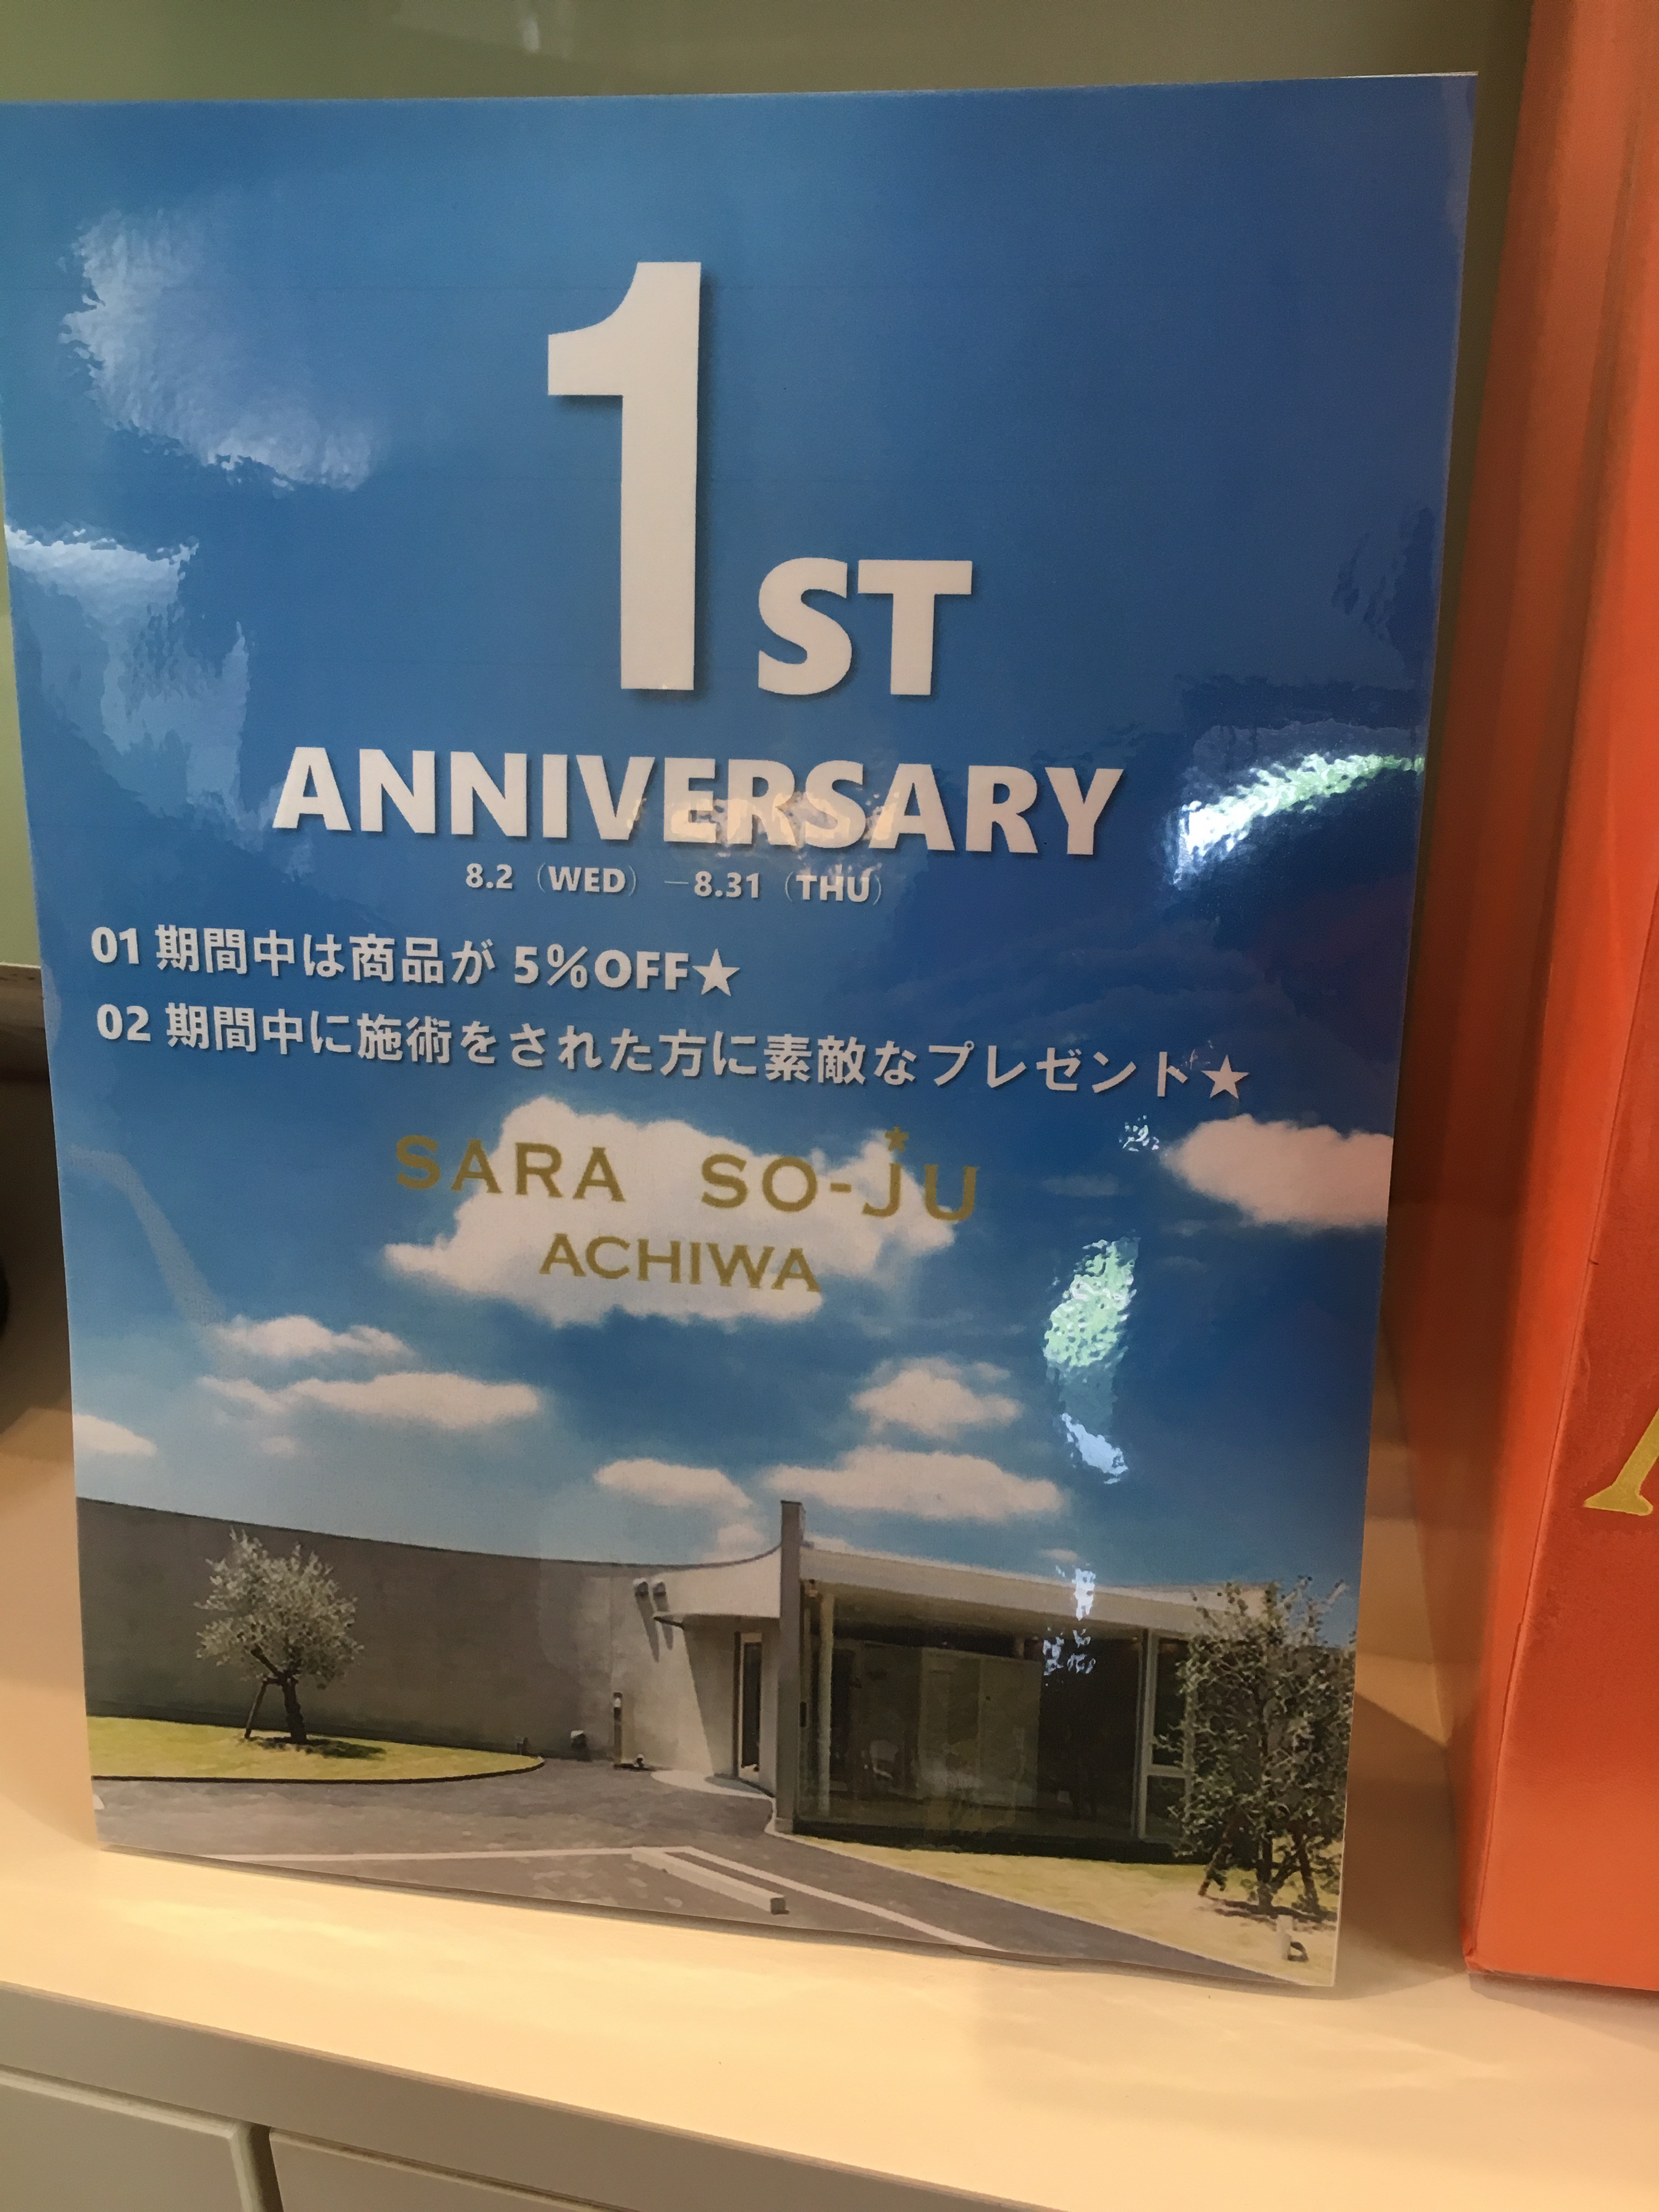 1ST
ANNIVERSARY
8.2（WED）－8.31（THU）
01 期間中は商品が 5%OFF★
02 期間中に施術をされた方に素敵なプレゼント★
SARA SO-JU
ACHIWA